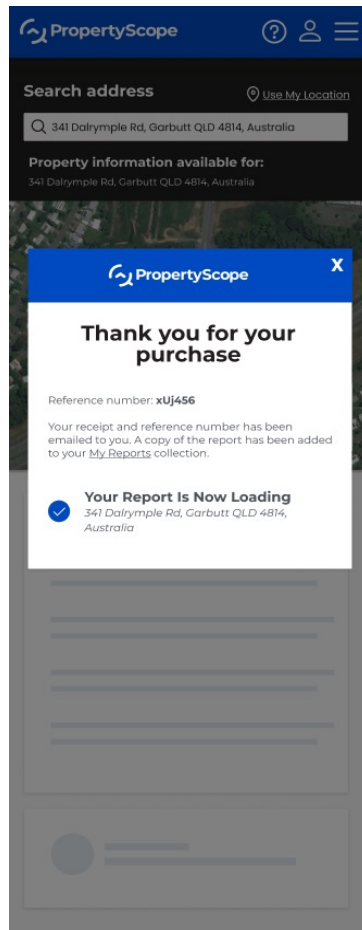 PropertyScope
Search address
Use My Location
341 Dalrymple Rd, Garbutt QLD 4814, Australia
Property information available for:
341 Dalrymple Rd, Garbutt QLD 4814, Australia
PropertyScope
X
Thank you for your
purchase
Reference number: xUj456
Your receipt and reference number has been
emailed to you. A copy of the report has been added
to your My Reports collection.
Your Report Is Now Loading
341 Dalrymple Rd, Garbutt QLD 4814,
Australia